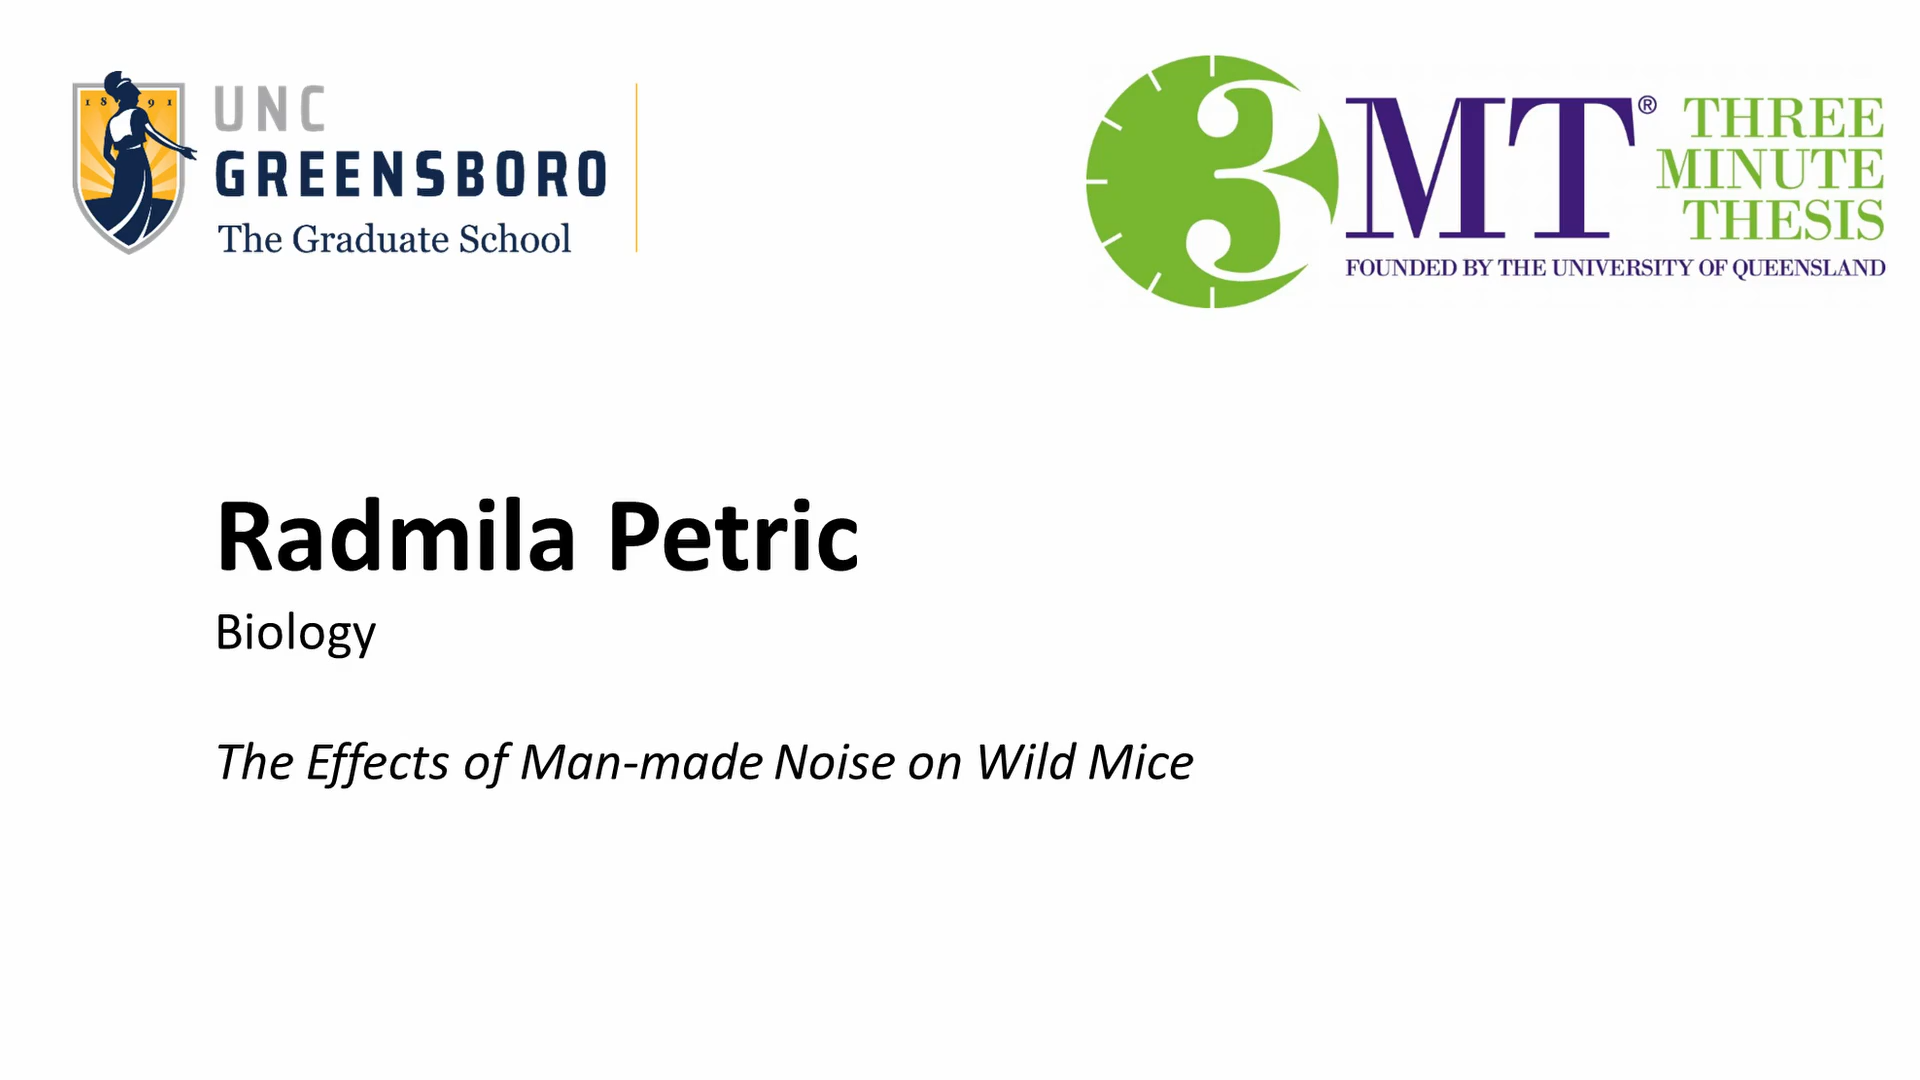 1891
UNC
GREENSBORO
The Graduate School
3MT®
THREE
MINUTE
THESIS
FOUNDED BY THE UNIVERSITY OF QUEENSLAND
Radmila Petric
Biology
The Effects of Man-made Noise on Wild Mice